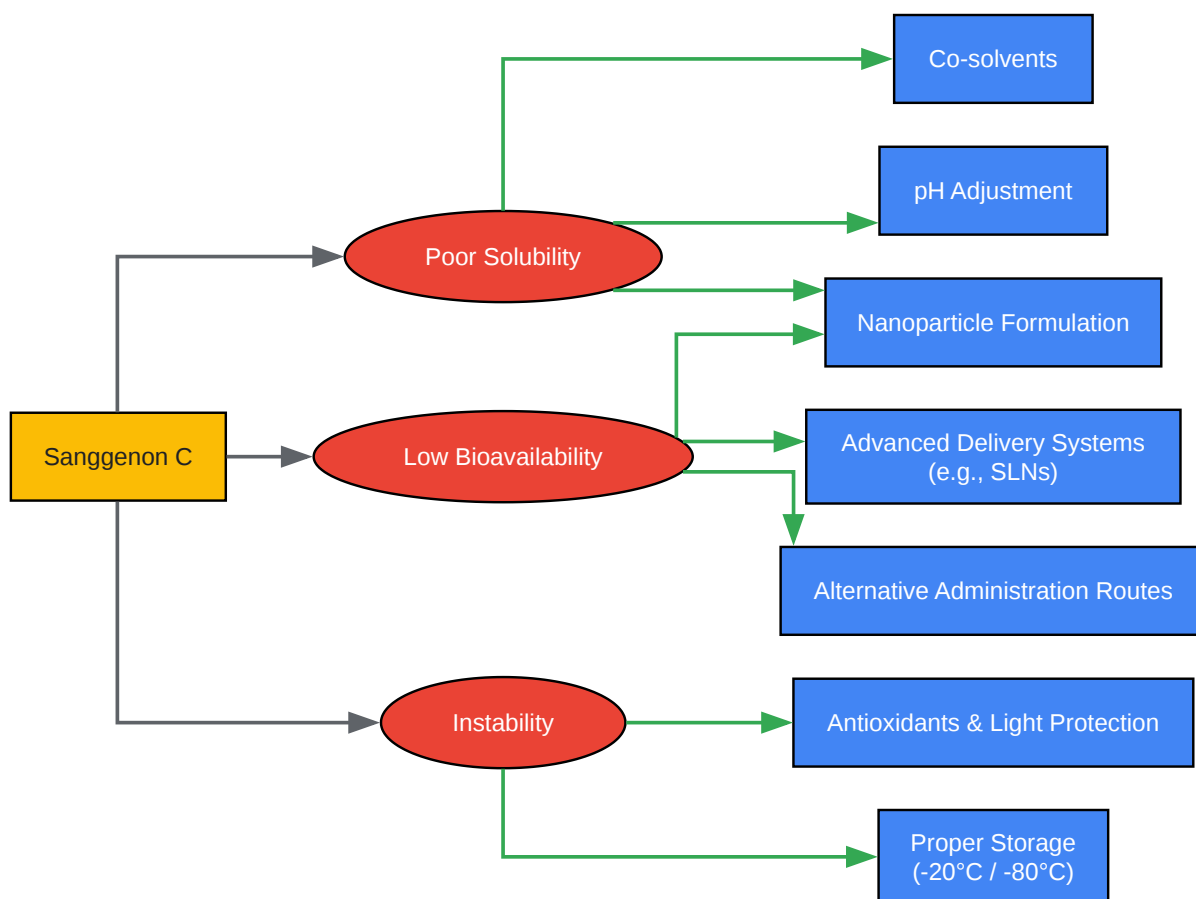 Co-solvents
pH Adjustment
Poor Solubility
Nanoparticle Formulation
Sanggenon C
Low Bioavailability
Advanced Delivery Systems
(e.g., SLNs)
Alternative Administration Routes
Instability
Antioxidants & Light Protection
Proper Storage
(-20°C / -80°C)